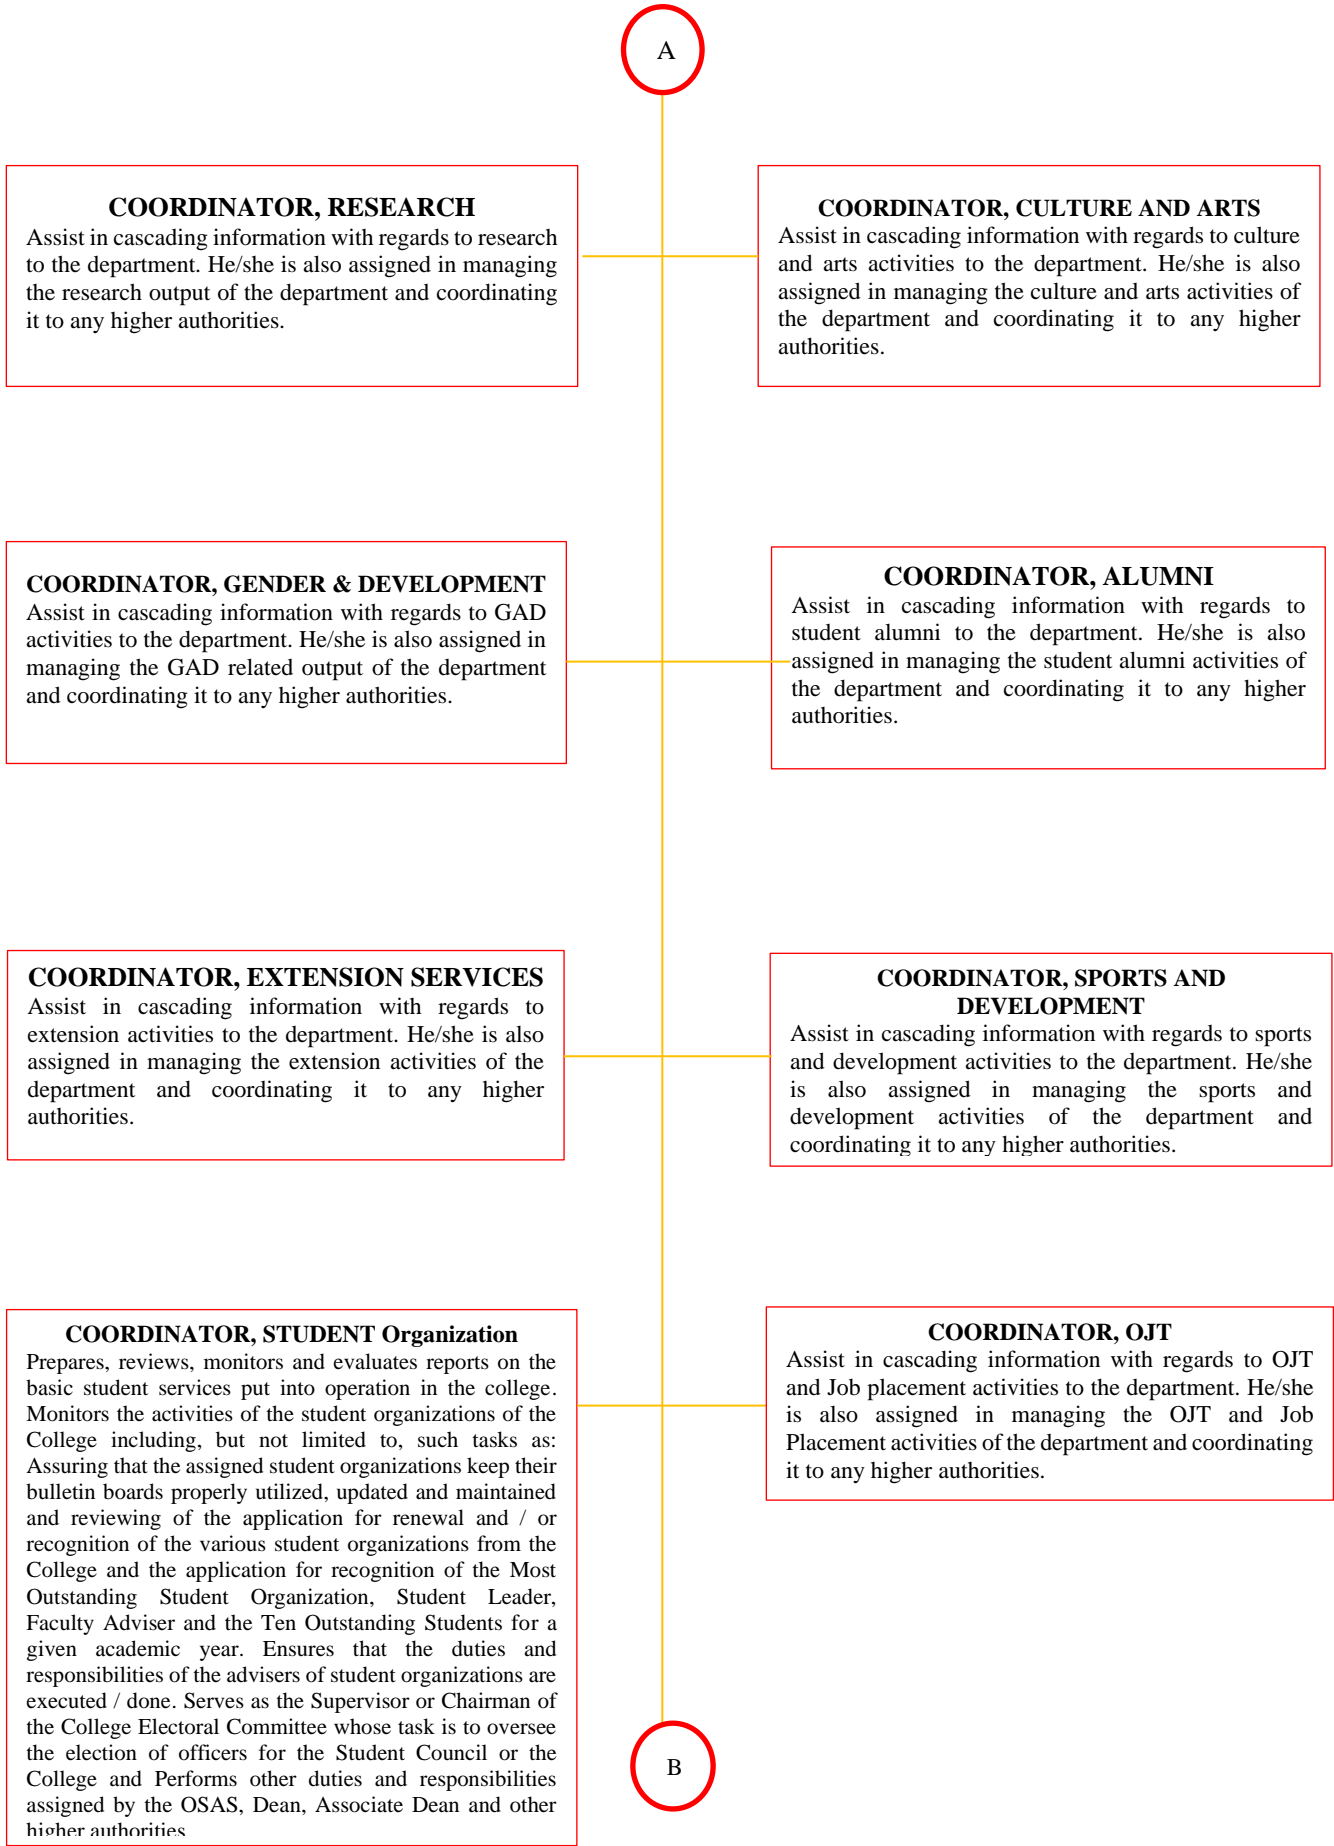 A
COORDINATOR, RESEARCH
Assist in cascading information with regards to research
to the department. He/she is also assigned in managing
the research output of the department and coordinating
it to any higher authorities.
COORDINATOR, CULTURE AND ARTS
Assist in cascading information with regards to culture
and arts activities to the department. He/she is also
assigned in managing the culture and arts activities of
the department and coordinating it to any higher
authorities.
COORDINATOR, GENDER & DEVELOPMENT
Assist in cascading information with regards to GAD
activities to the department. He/she is also assigned in
managing the GAD related output of the department
and coordinating it to any higher authorities.
COORDINATOR, ALUMNI
Assist in cascading information with regards to
student alumni to the department. He/she is also
assigned in managing the student alumni activities of
the department and coordinating it to any higher
authorities.
COORDINATOR, EXTENSION SERVICES
Assist in cascading information with regards to
extension activities to the department. He/she is also
assigned in managing the extension activities of the
department and coordinating it to any higher
authorities.
COORDINATOR, SPORTS AND
DEVELOPMENT
Assist in cascading information with regards to sports
and development activities to the department. He/she
is also assigned in managing the sports and
development activities of the department and
coordinating it to any higher authorities.
COORDINATOR, STUDENT Organization
Prepares, reviews, monitors and evaluates reports on the
basic student services put into operation in the college.
Monitors the activities of the student organizations of the
College including, but not limited to, such tasks as:
Assuring that the assigned student organizations keep their
bulletin boards properly utilized, updated and maintained
and reviewing of the application for renewal and / or
recognition of the various student organizations from the
College and the application for recognition of the Most
Outstanding Student Organization, Student Leader,
Faculty Adviser and the Ten Outstanding Students for a
given academic year. Ensures that the duties and
responsibilities of the advisers of student organizations are
executed / done. Serves as the Supervisor or Chairman of
the College Electoral Committee whose task is to oversee
the election of officers for the Student Council or the
College and Performs other duties and responsibilities
assigned by the OSAS, Dean, Associate Dean and other
higher authorities
COORDINATOR, OJT
Assist in cascading information with regards to OJT
and Job placement activities to the department. He/she
is also assigned in managing the OJT and Job
Placement activities of the department and coordinating
it to any higher authorities.
B